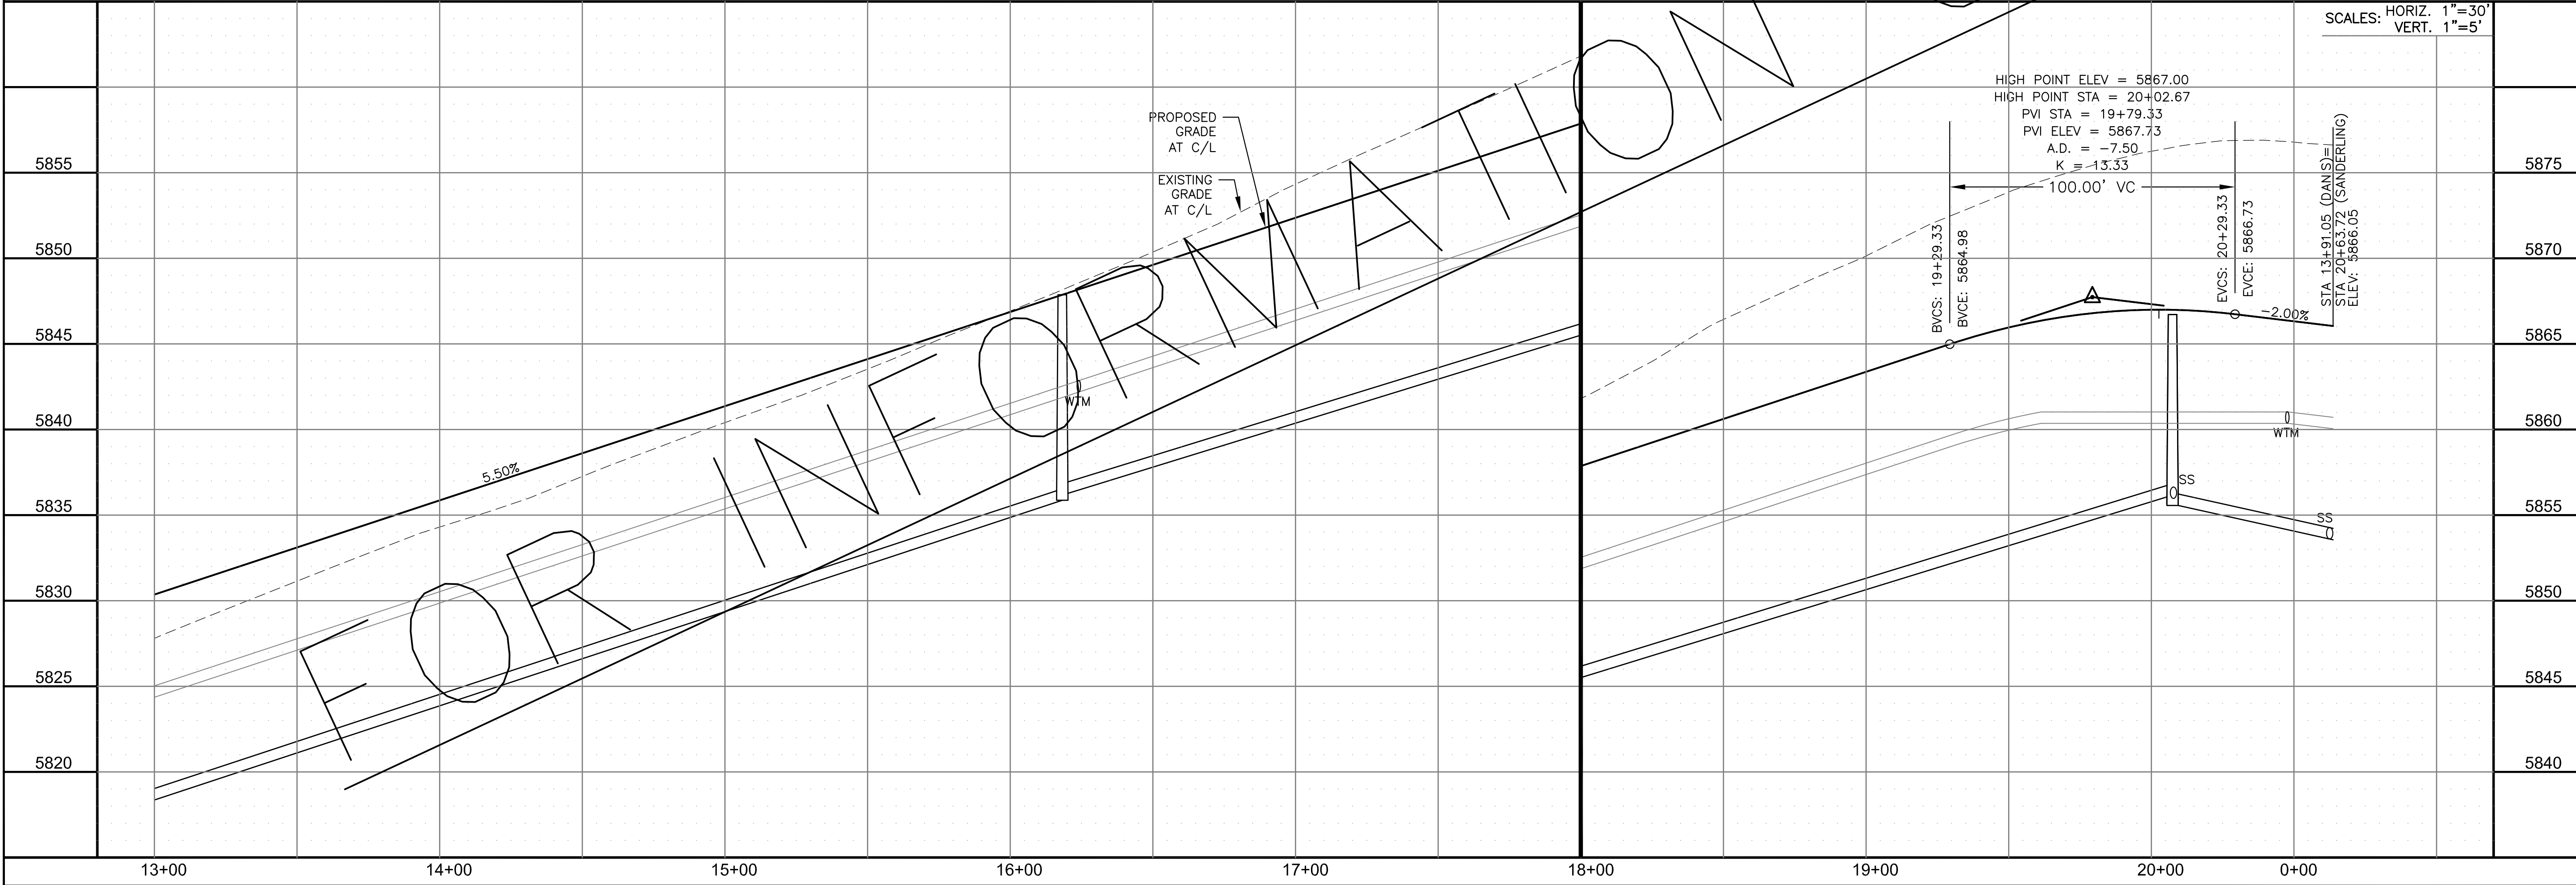 SCALES: HORIZ. 1"=30'
VERT. 1"=5'
HIGH POINT ELEV = 5867.00
HIGH POINT STA = 20+02.67
PVI STA = 19+79.33
PVI ELEV = 5867.73
A.D. = -7.50
K = 13.33
100.00' VC
BVCS: 19+29.33
BVCE: 5864.98
EVCS: 20+29.33
EVCE: 5866.73
STA 13+91.05 (DAN S)=
STA 20+63.72 (SANDERLING)
ELEV: 5866.05
PROPOSED
GRADE
AT C/L
EXISTING
GRADE
AT C/L
5.50%
-2.00%
WTM
WTM
SS
SS
T
FOR INFORMATION
5855
5850
5845
5840
5835
5830
5825
5820
5875
5870
5865
5860
5855
5850
5845
5840
13+00 14+00 15+00 16+00 17+00 18+00 19+00 20+00 0+00